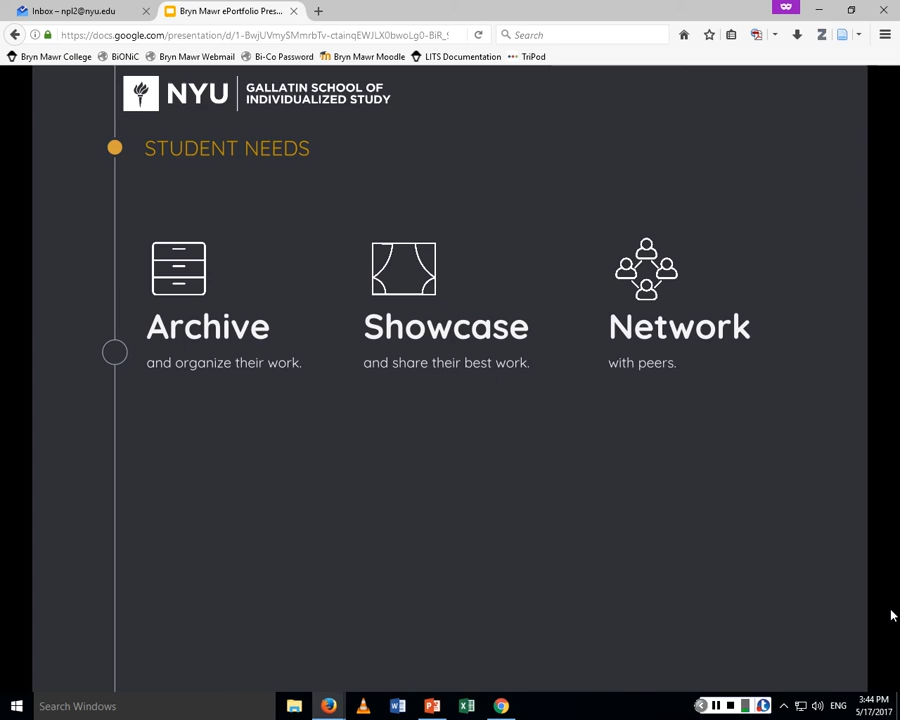 Inbox – npl2@nyu.edu
Bryn Mawr ePortfolio Pres...
https://docs.google.com/presentation/d/1-BwjUVmySMmrbTv-ctainqEWJLX0bwoLg0-BiR_S
Search
Bryn Mawr College BiONiC Bryn Mawr Webmail Bi-Co Password Bryn Mawr Moodle LITS Documentation TriPod
NYU
GALLATIN SCHOOL OF
INDIVIDUALIZED STUDY
STUDENT NEEDS
Archive
and organize their work.
Showcase
and share their best work.
Network
with peers.
Search Windows
ENG
3:44 PM
5/17/2017